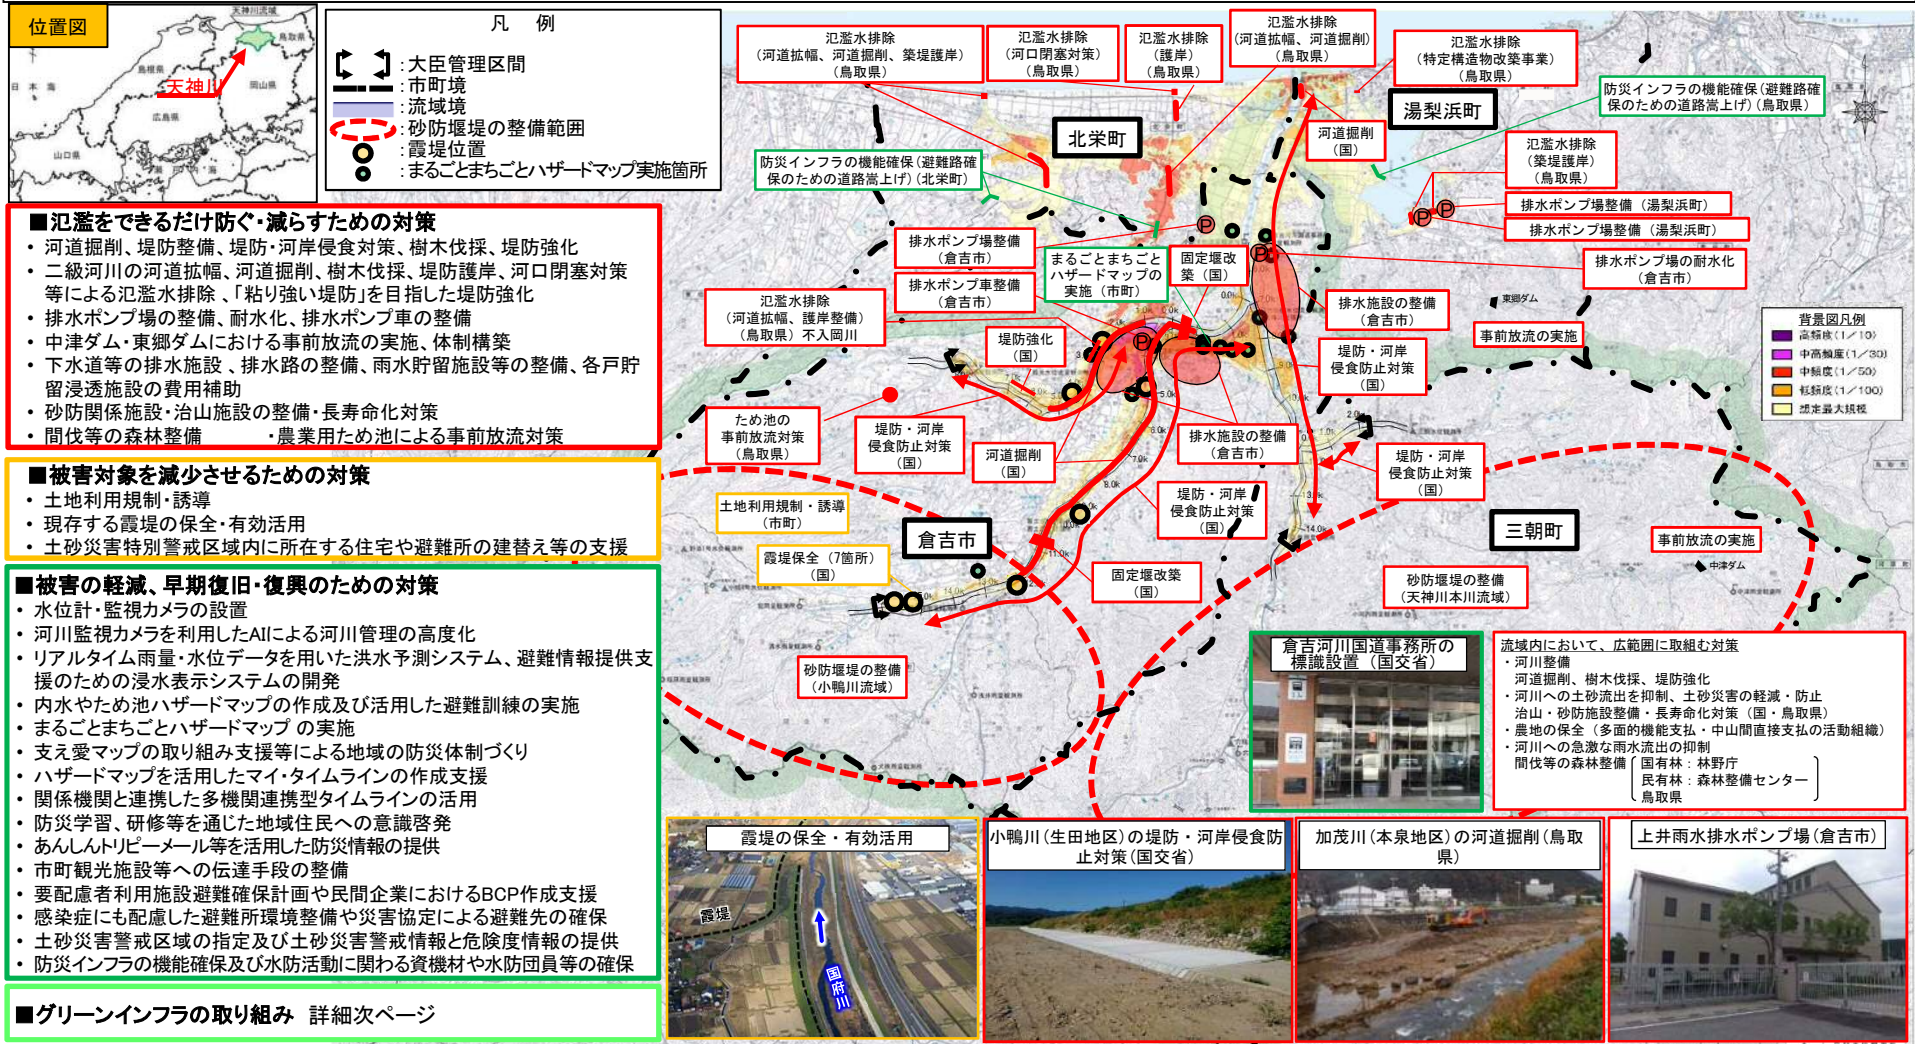 位置図
天神川流域
鳥取県
島根県
岡山県
天神川
広島県
山口県
日本海
瀬戸内海
凡例
：大臣管理区間
：市町境
：流域境
：砂防堰堤の整備範囲
：霞堤位置
：まるごとまちごとハザードマップ実施箇所
■氾濫をできるだけ防ぐ・減らすための対策
・河道掘削、堤防整備、堤防・河岸侵食対策、樹木伐採、堤防強化
・二級河川の河道拡幅、河道掘削、樹木伐採、堤防護岸、河口閉塞対策
等による氾濫水排除 、「粘り強い堤防」を目指した堤防強化
・排水ポンプ場の整備、耐水化、排水ポンプ車の整備
・中津ダム・東郷ダムにおける事前放流の実施、体制構築
・下水道等の排水施設 、排水路の整備、雨水貯留施設等の整備、各戸貯
留浸透施設の費用補助
・砂防関係施設・治山施設の整備・長寿命化対策
・間伐等の森林整備　・農業用ため池による事前放流対策
■被害対象を減少させるための対策
・土地利用規制・誘導
・現存する霞堤の保全・有効活用
・土砂災害特別警戒区域内に所在する住宅や避難所の建替え等の支援
■被害の軽減、早期復旧・復興のための対策
・水位計・監視カメラの設置
・河川監視カメラを利用したAIによる河川管理の高度化
・リアルタイム雨量・水位データを用いた洪水予測システム、避難情報提供支
援のための浸水表示システムの開発
・内水やため池ハザードマップの作成及び活用した避難訓練の実施
・まるごとまちごとハザードマップ の実施
・支え愛マップの取り組み支援等による地域の防災体制づくり
・ハザードマップを活用したマイ・タイムラインの作成支援
・関係機関と連携した多機関連携型タイムラインの活用
・防災学習、研修等を通じた地域住民への意識啓発
・あんしんトリピーメール等を活用した防災情報の提供
・市町観光施設等への伝達手段の整備
・要配慮者利用施設避難確保計画や民間企業におけるBCP作成支援
・感染症にも配慮した避難所環境整備や災害協定による避難先の確保
・土砂災害警戒区域の指定及び土砂災害警戒情報と危険度情報の提供
・防災インフラの機能確保及び水防活動に関わる資機材や水防団員等の確保
■グリーンインフラの取り組み 詳細次ページ
氾濫水排除
（河道拡幅、河道掘削、築堤護岸）
（鳥取県）
氾濫水排除
（河口閉塞対策）
（鳥取県）
氾濫水排除
（護岸）
（鳥取県）
氾濫水排除
（河道拡幅、河道掘削）
（鳥取県）
氾濫水排除
（特定構造物改築事業）
（鳥取県）
防災インフラの機能確保（避難路確
保のための道路嵩上げ）（鳥取県）
湯梨浜町
北栄町
河道掘削
（国）
氾濫水排除
（築堤護岸）
（鳥取県）
防災インフラの機能確保（避難路確
保のための道路嵩上げ）（北栄町）
排水ポンプ場整備（湯梨浜町）
排水ポンプ場整備（湯梨浜町）
排水ポンプ場整備
（倉吉市）
まるごとまちごと
ハザードマップの
実施（市町）
固定堰改
築（国）
排水ポンプ場の耐水化
（倉吉市）
排水ポンプ車整備
（倉吉市）
氾濫水排除
（河道拡幅、護岸整備）
（鳥取県）不入岡川
排水施設の整備
（倉吉市）
東郷ダム
事前放流の実施
堤防強化
（国）
堤防・河岸
侵食防止対策
（国）
背景図凡例
高頻度（1／10）
中高頻度（1／30）
中頻度（1／50）
低頻度（1／100）
想定最大規模
ため池の
事前放流対策
（鳥取県）
堤防・河岸
侵食防止対策
（国）
河道掘削
（国）
排水施設の整備
（倉吉市）
堤防・河岸
侵食防止対策
（国）
堤防・河岸
侵食防止対策
（国）
土地利用規制・誘導
（市町）
倉吉市
三朝町
霞堤保全（7箇所）
（国）
固定堰改築
（国）
事前放流の実施
中津ダム
砂防堰堤の整備
（天神川本川流域）
砂防堰堤の整備
（小鴨川流域）
倉吉河川国道事務所の
標識設置（国交省）
流域内において、広範囲に取組む対策
・河川整備
河道掘削、樹木伐採、堤防強化
・河川への土砂流出を抑制、土砂災害の軽減・防止
治山・砂防施設整備・長寿命化対策（国・鳥取県）
・農地の保全（多面的機能支払・中山間直接支払の活動組織）
・河川への急激な雨水流出の抑制
間伐等の森林整備
国有林：林野庁
民有林：森林整備センター
鳥取県
霞堤の保全・有効活用
霞堤
国府川
小鴨川（生田地区）の堤防・河岸侵食防
止対策（国交省）
加茂川（本泉地区）の河道掘削（鳥取
県）
上井雨水排水ポンプ場（倉吉市）